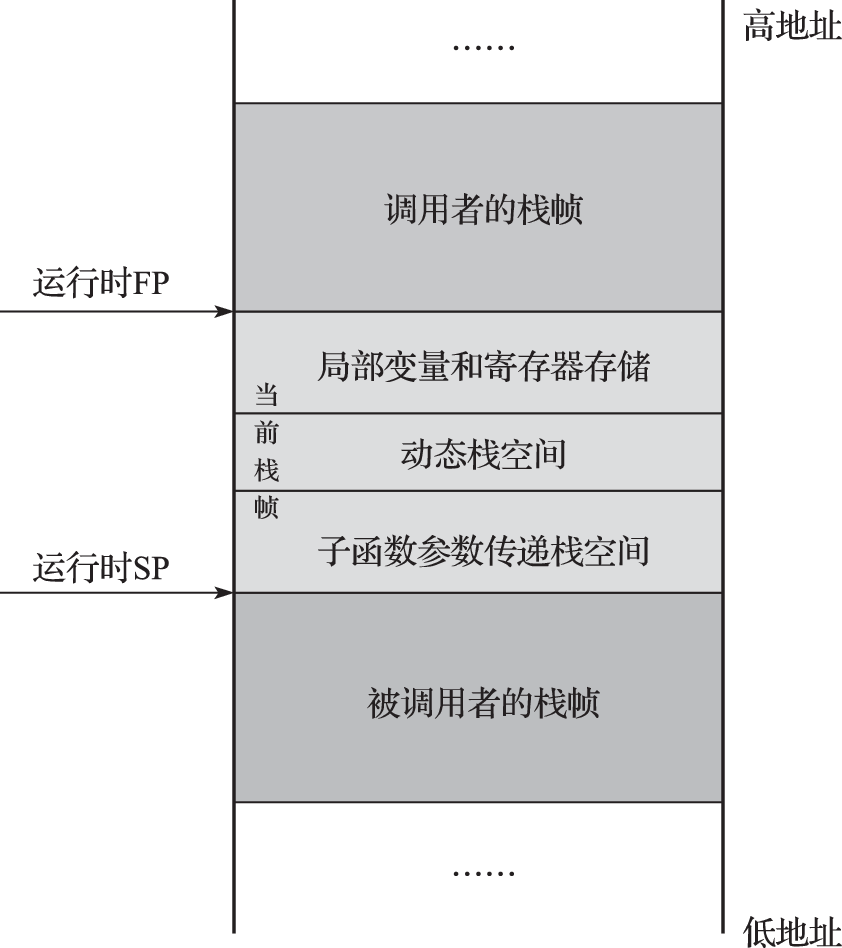 高地址
……
调用者的栈帧
运行时FP
局部变量和寄存器存储
当前栈帧
动态栈空间
子函数参数传递栈空间
运行时SP
被调用者的栈帧
……
低地址